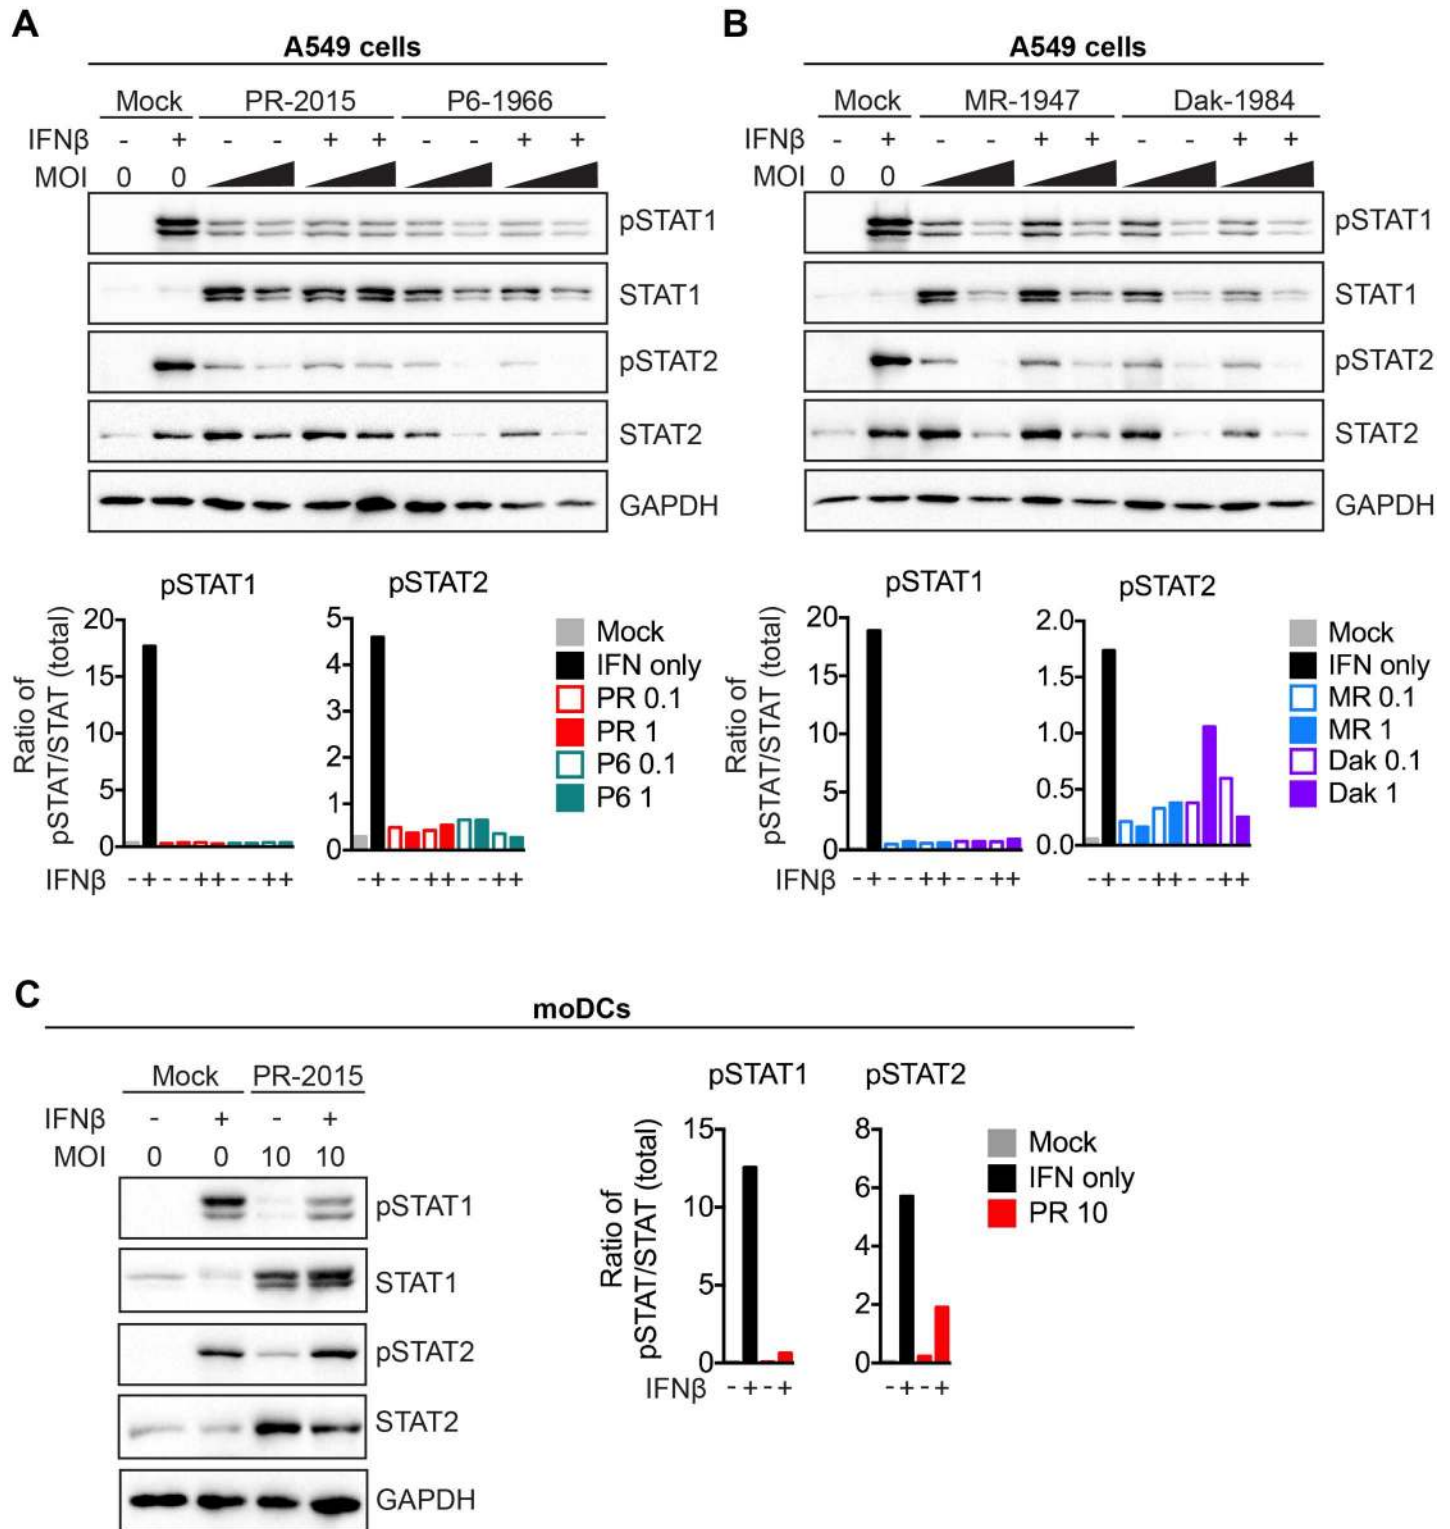 A
A549 cells
Mock PR-2015 P6-1966
IFNβ - + - - + + - - + +
MOI 0 0
pSTAT1
STAT1
pSTAT2
STAT2
GAPDH
pSTAT1
pSTAT2
Ratio of
pSTAT/STAT (total)
20
15
10
5
0
5
4
3
2
1
0
IFNβ - + - - + + - - + +
- + - - + + - - + +
Mock
IFN only
PR 0.1
PR 1
P6 0.1
P6 1
B
A549 cells
Mock MR-1947 Dak-1984
IFNβ - + - - + + - - + +
MOI 0 0
pSTAT1
STAT1
pSTAT2
STAT2
GAPDH
pSTAT1
pSTAT2
Ratio of
pSTAT/STAT (total)
20
15
10
5
0
2.0
1.5
1.0
0.5
0.0
IFNβ - + - - + + - - + +
- + - - + + - - + +
Mock
IFN only
MR 0.1
MR 1
Dak 0.1
Dak 1
C
moDCs
Mock PR-2015
IFNβ - + - +
MOI 0 0 10 10
pSTAT1
STAT1
pSTAT2
STAT2
GAPDH
pSTAT1
pSTAT2
Ratio of
pSTAT/STAT (total)
15
10
5
0
8
6
4
2
0
IFNβ - + - +
- + - +
Mock
IFN only
PR 10